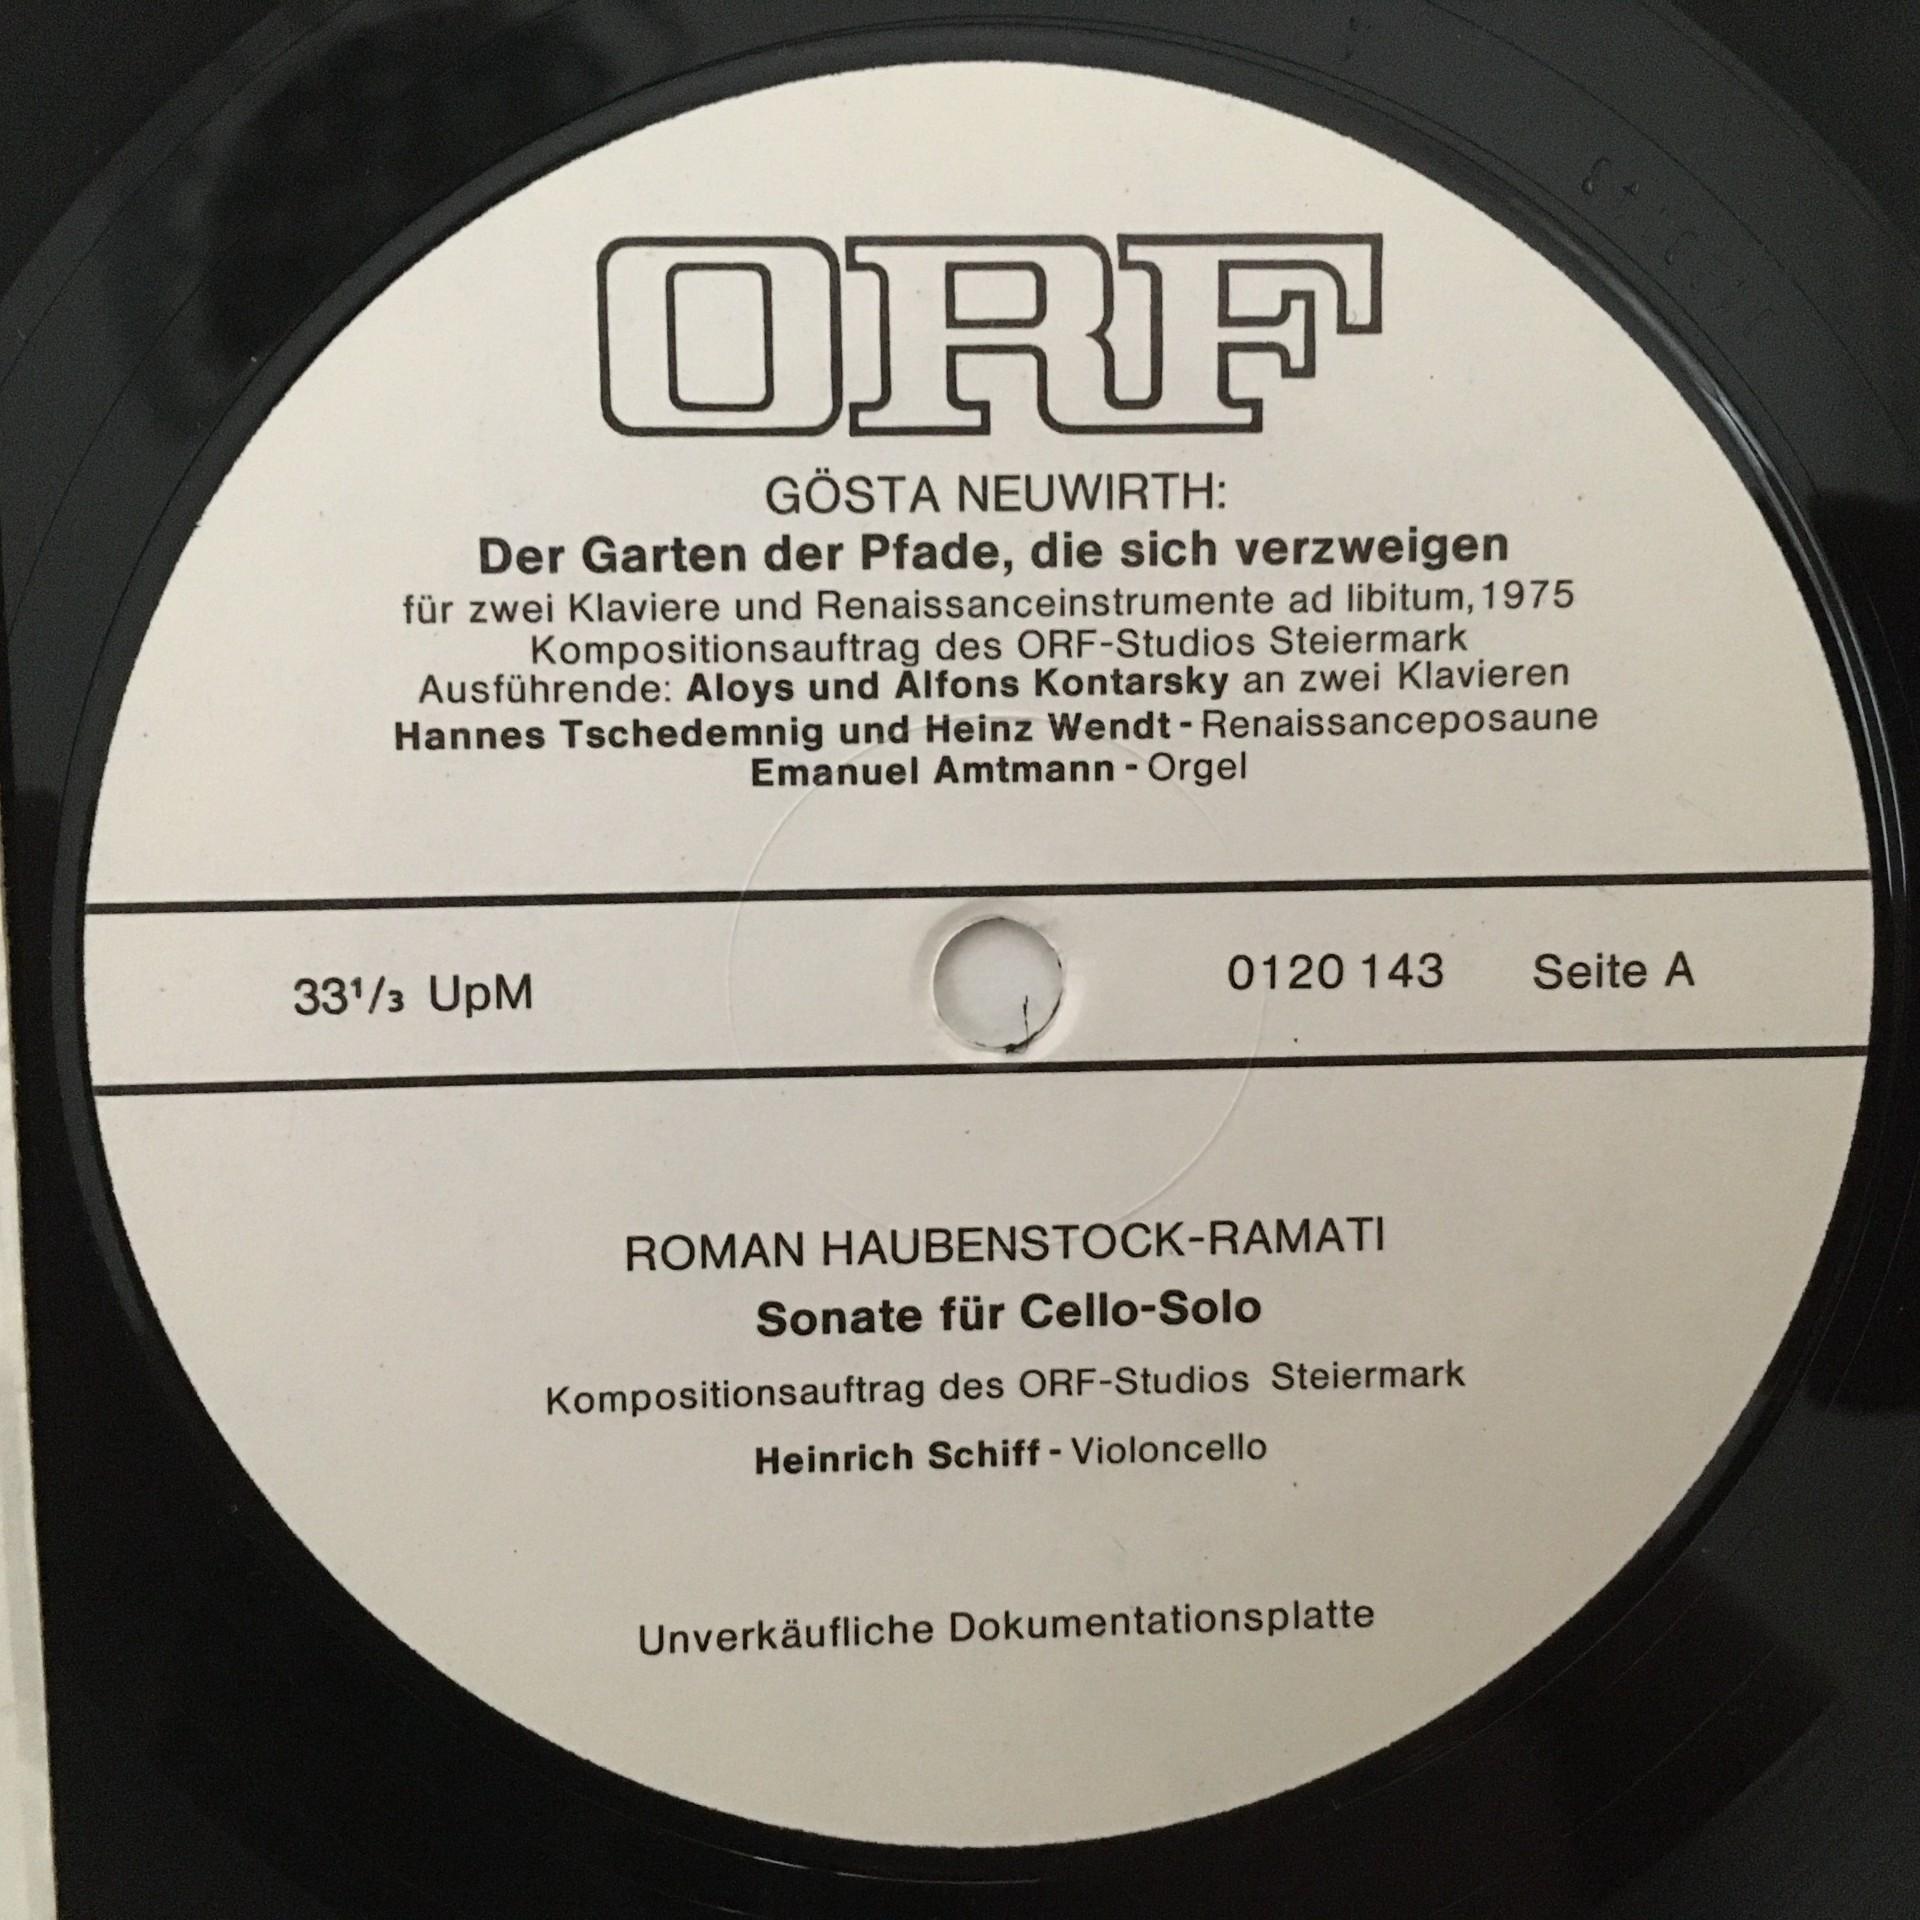 ORF
GÖSTA NEUWIRTH:
Der Garten der Pfade, die sich verzweigen
für zwei Klaviere und Renaissanceinstrumente ad libitum, 1975
Kompositionsauftrag des ORF-Studios Steiermark
Ausführende: Aloys und Alfons Kontarsky an zwei Klavieren
Hannes Tschedemnig und Heinz Wendt - Renaissanceposaune
Emanuel Amtmann - Orgel
33¹/₃ UpM 0120 143 Seite A
ROMAN HAUBENSTOCK-RAMATI
Sonate für Cello-Solo
Kompositionsauftrag des ORF-Studios Steiermark
Heinrich Schiff - Violoncello
Unverkäufliche Dokumentationsplatte